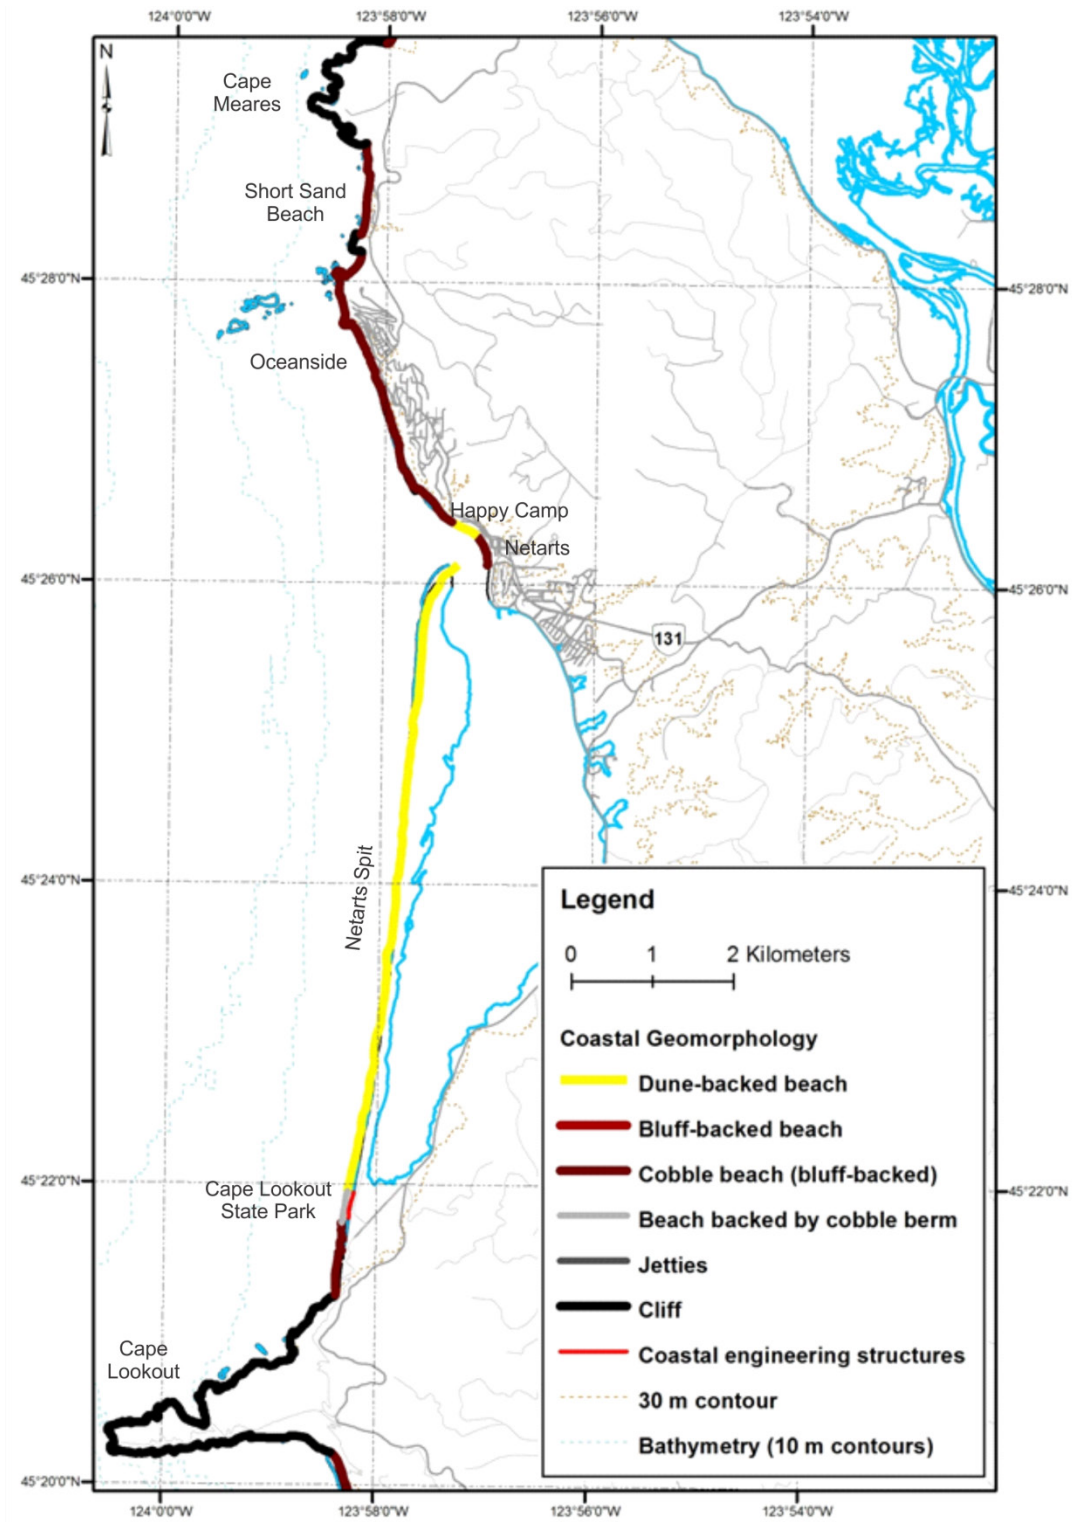 124°0'0"W
123°58'0"W
123°56'0"W
123°54'0"W
N
Cape
Meares
Short Sand
Beach
45°28'0"N
45°28'0"N
Oceanside
Happy Camp
Netarts
45°26'0"N
45°26'0"N
131
Netarts Spit
45°24'0"N
45°24'0"N
Legend
0 1 2 Kilometers
Coastal Geomorphology
Dune-backed beach
Bluff-backed beach
Cobble beach (bluff-backed)
Beach backed by cobble berm
Jetties
Cliff
Coastal engineering structures
30 m contour
Bathymetry (10 m contours)
45°22'0"N
45°22'0"N
Cape Lookout
State Park
Cape
Lookout
45°20'0"N
45°20'0"N
124°0'0"W
123°58'0"W
123°56'0"W
123°54'0"W